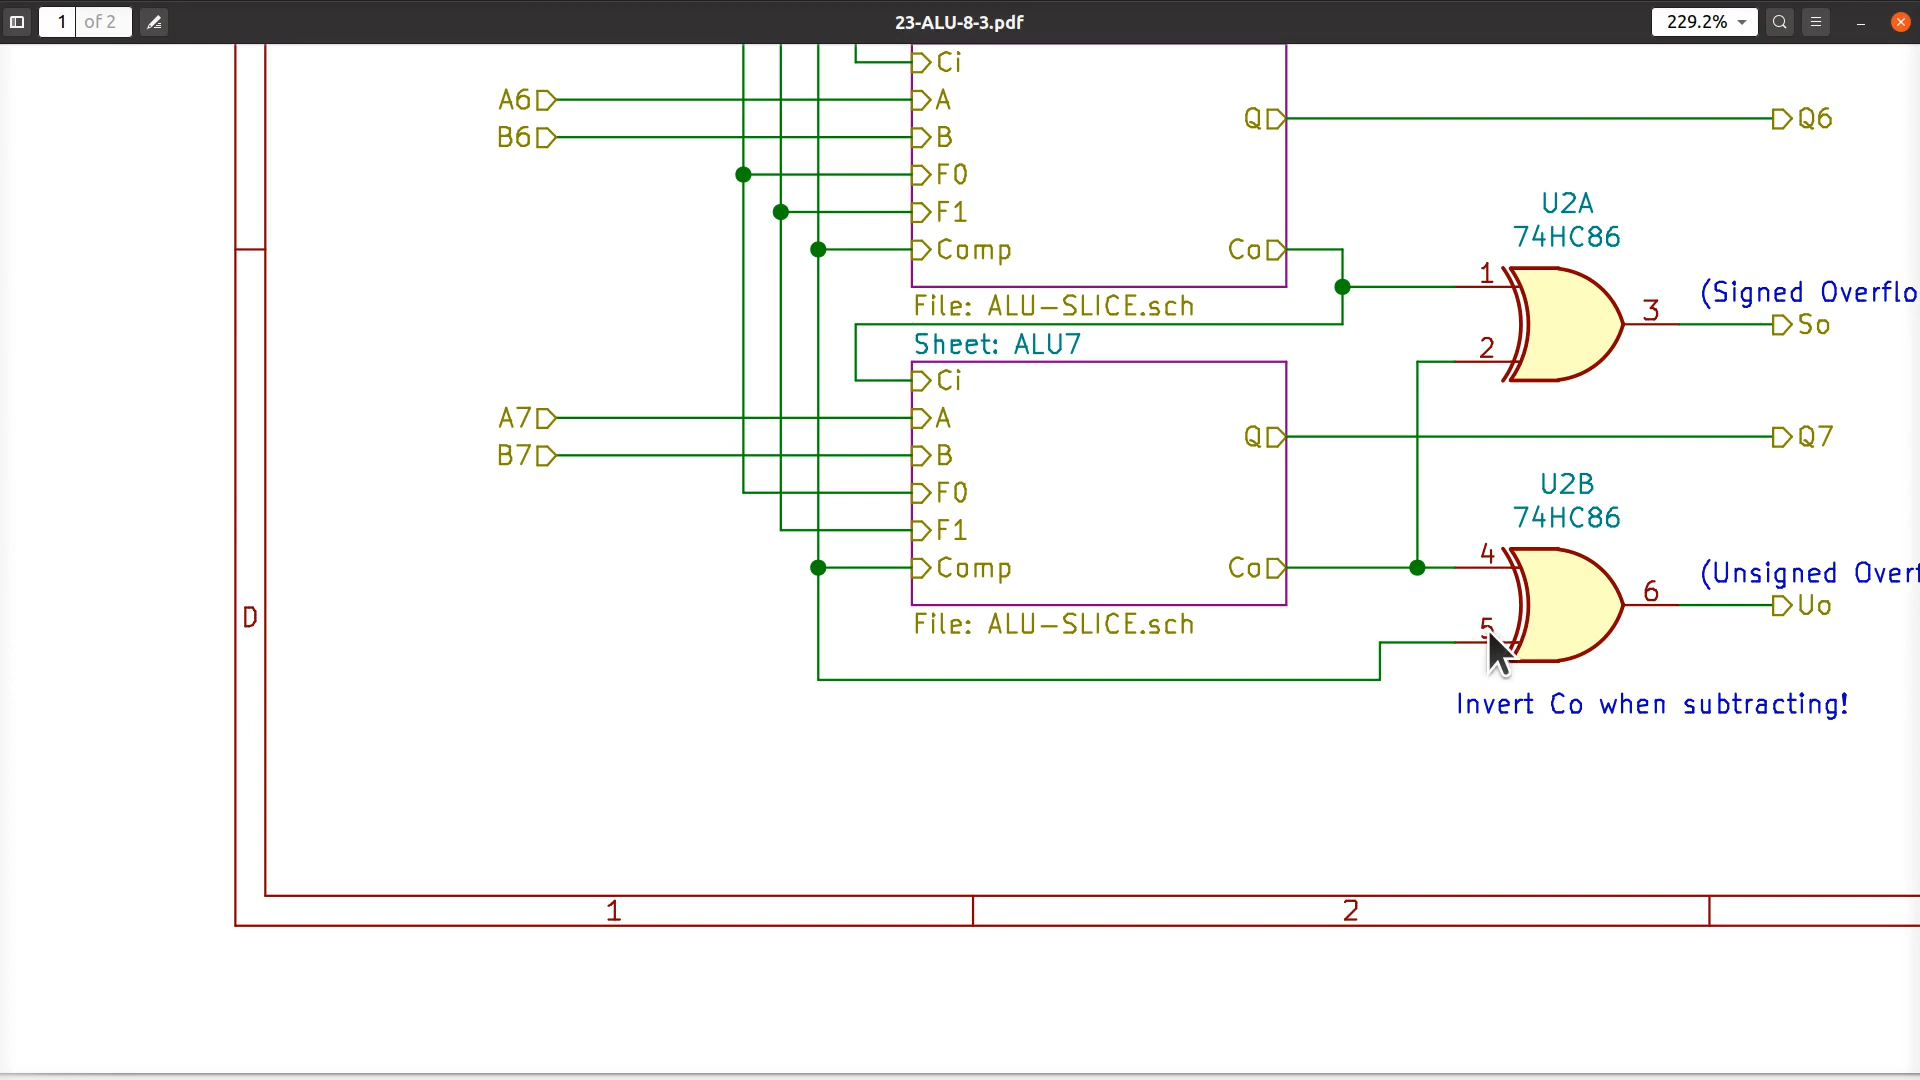 1 of 2 23-ALU-8-3.pdf 229.2%
Ci
A6 A
Q Q6
B6 B
F0
U2A
F1
74HC86
Comp Co
1
(Signed Overflo
File: ALU-SLICE.sch
3
So
Sheet: ALU7
2
Ci
A7 A
Q Q7
B7 B
U2B
F0
74HC86
F1
4
Comp Co
(Unsigned Overf
6
Uo
D
File: ALU-SLICE.sch
5
Invert Co when subtracting!
1 2